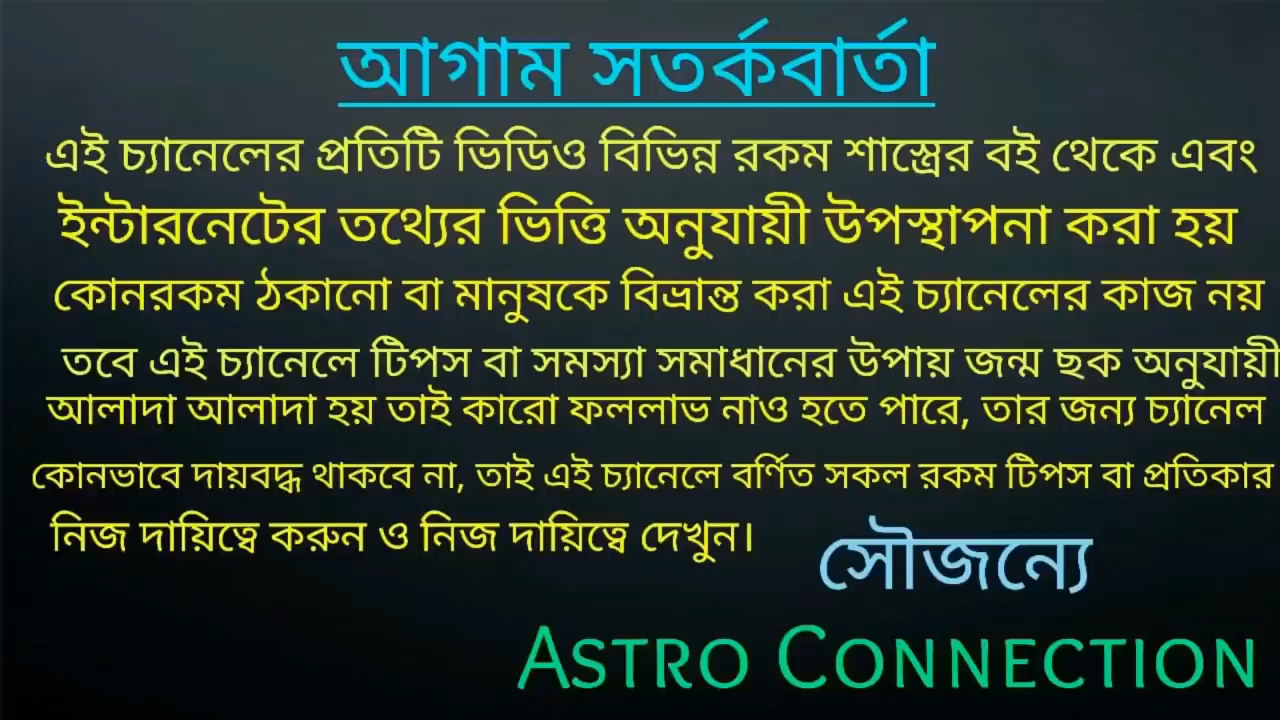 আগাম সতর্কবার্তা
এই চ্যানেলের প্রতিটি ভিডিও বিভিন্ন রকম শাস্ত্রের বই থেকে এবং
ইন্টারনেটের তথ্যের ভিত্তি অনুযায়ী উপস্থাপনা করা হয়
কোনরকম ঠকানো বা মানুষকে বিভ্রান্ত করা এই চ্যানেলের কাজ নয়
তবে এই চ্যানেলে টিপস বা সমস্যা সমাধানের উপায় জন্ম ছক অনুযায়ী
আলাদা আলাদা হয় তাই কারো ফললাভ নাও হতে পারে, তার জন্য চ্যানেল
কোনভাবে দায়বদ্ধ থাকবে না, তাই এই চ্যানেলে বর্ণিত সকল রকম টিপস বা প্রতিকার
নিজ দায়িত্বে করুন ও নিজ দায়িত্বে দেখুন।
সৌজন্যে
ASTRO CONNECTION